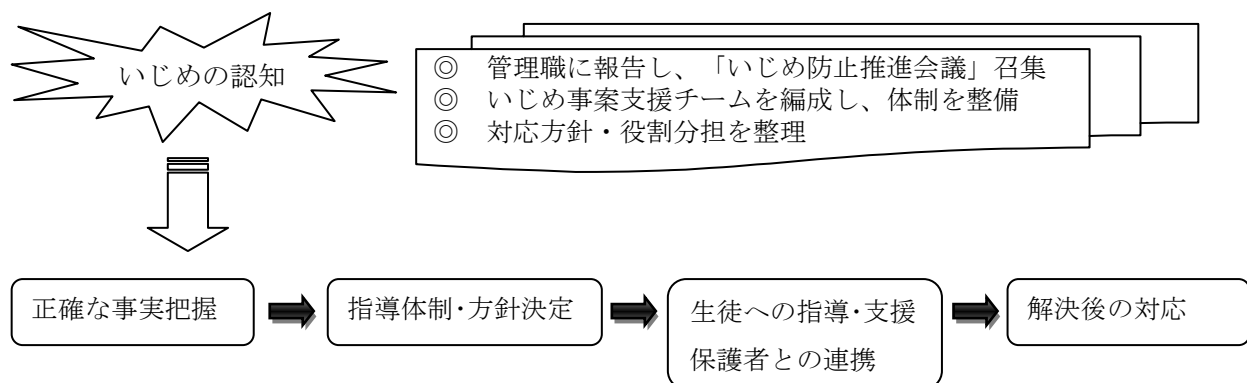 いじめの認知
◎ 管理職に報告し、「いじめ防止推進会議」召集
◎ いじめ事案支援チームを編成し、体制を整備
◎ 対応方針・役割分担を整理
正確な事実把握
指導体制・方針決定
生徒への指導・支援
保護者との連携
解決後の対応